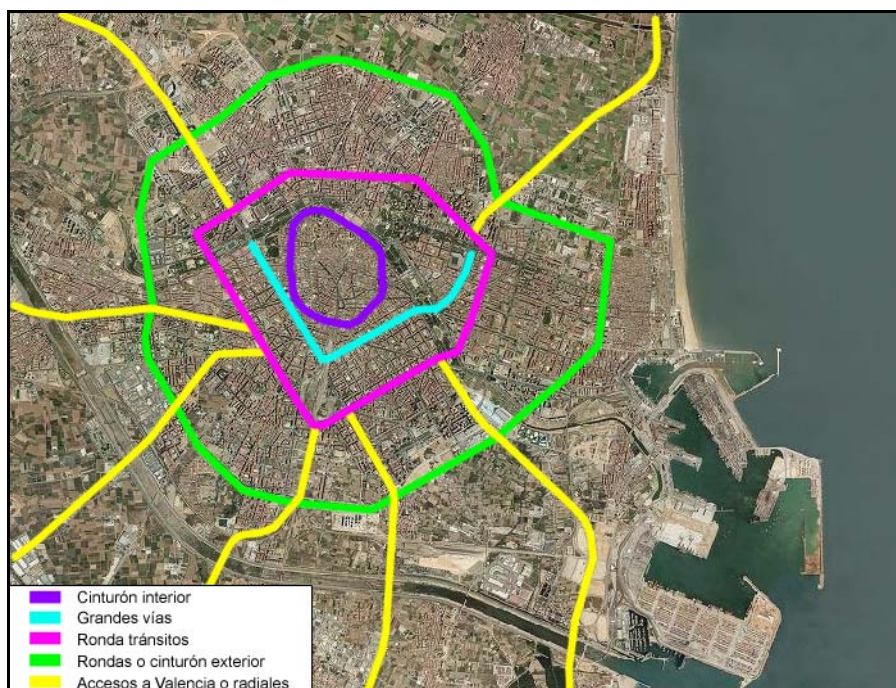 Cinturón interior
Grandes vías
Ronda tránsitos
Rondas o cinturón exterior
Accesos a Valencia o radiales